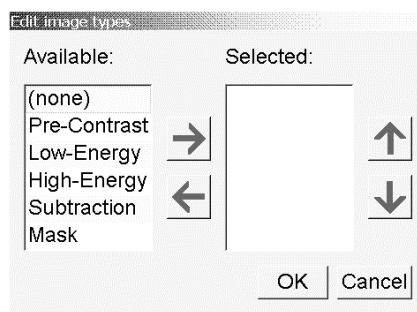 Edit image types
Available:
Selected:
(none)
Pre-Contrast
Low-Energy
High-Energy
Subtraction
Mask
OK
Cancel